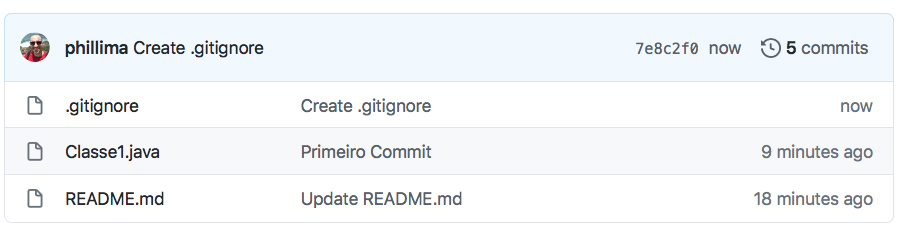 phillima Create .gitignore 7e8c2f0 now 5 commits
.gitignore Create .gitignore now
Classe1.java Primeiro Commit 9 minutes ago
README.md Update README.md 18 minutes ago